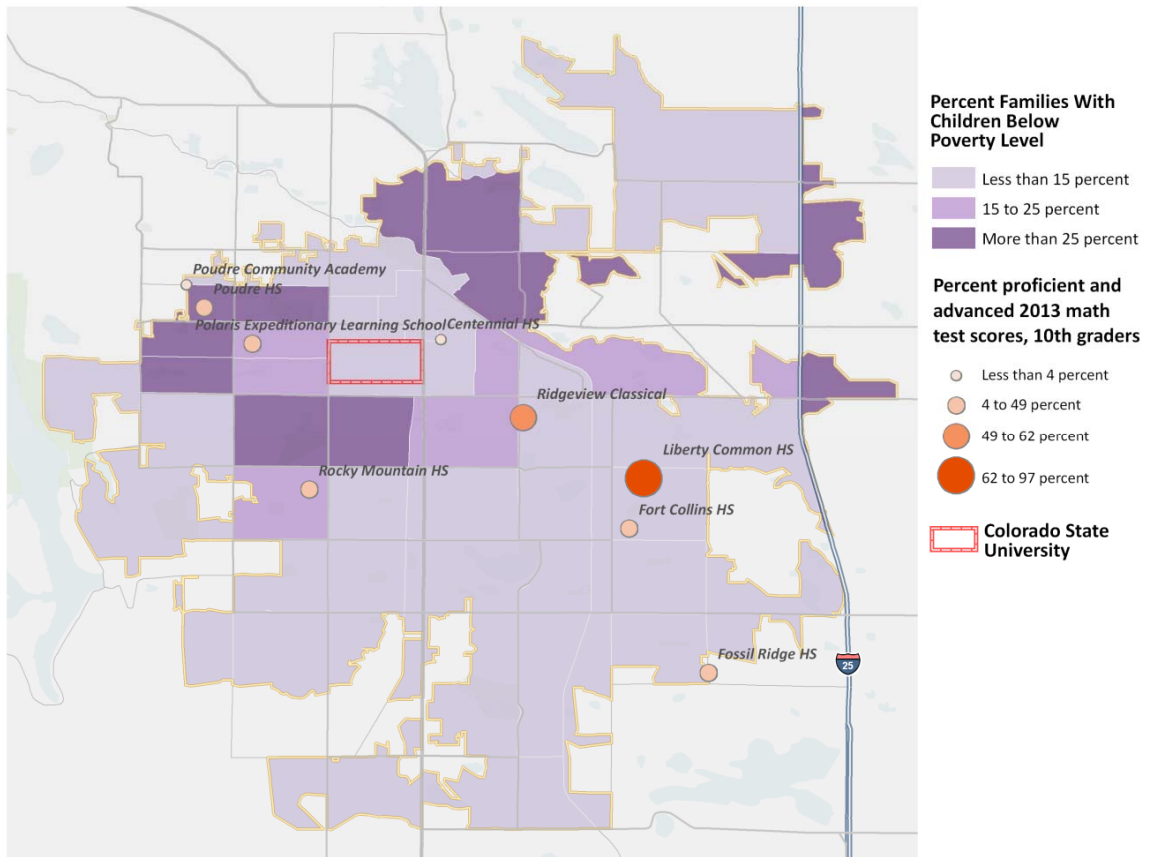 Poudre Community Academy
Poudre HS
Polaris Expeditionary Learning School
Centennial HS
Ridgeview Classical
Liberty Common HS
Rocky Mountain HS
Fort Collins HS
Fossil Ridge HS
25
Percent Families With
Children Below
Poverty Level
Less than 15 percent
15 to 25 percent
More than 25 percent
Percent proficient and
advanced 2013 math
test scores, 10th graders
Less than 4 percent
4 to 49 percent
49 to 62 percent
62 to 97 percent
Colorado State
University